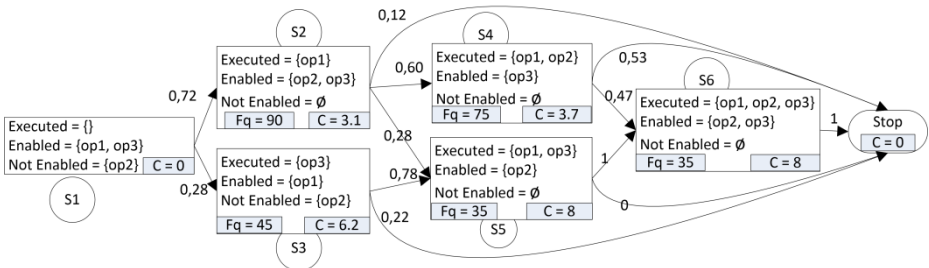 S1
Executed = {}
Enabled = {op1, op3}
Not Enabled = {op2}
C = 0
0,72
0,28
S2
Executed = {op1}
Enabled = {op2, op3}
Not Enabled = Ø
Fq = 90
C = 3.1
0,12
0,60
0,28
S3
Executed = {op3}
Enabled = {op1}
Not Enabled = {op2}
Fq = 45
C = 6.2
0,78
0,22
S4
Executed = {op1, op2}
Enabled = {op3}
Not Enabled = Ø
Fq = 75
C = 3.7
0,53
0,47
S5
Executed = {op1, op3}
Enabled = {op2}
Not Enabled = Ø
Fq = 35
C = 8
1
0
S6
Executed = {op1, op2, op3}
Enabled = {op2, op3}
Not Enabled = Ø
Fq = 35
C = 8
1
Stop
C = 0